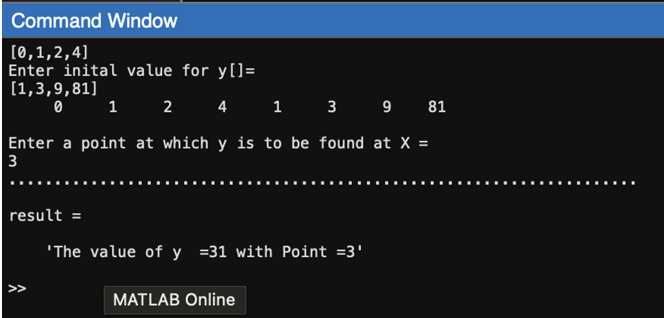 Command Window
[0,1,2,4]
Enter inital value for y[]=
[1,3,9,81]
0 1 2 4 1 3 9 81
Enter a point at which y is to be found at X =
3
.....................................................................
result =
'The value of y  =31 with Point =3'
>>
MATLAB Online